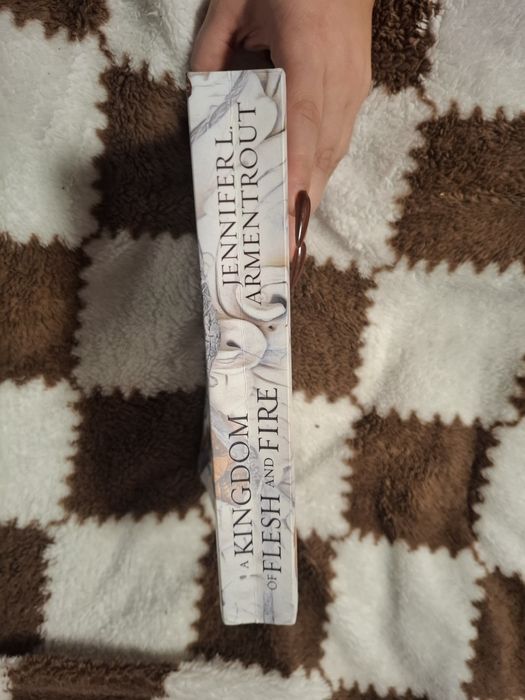 JENNIFER L.
ARMENTROUT
A KINGDOM
OF FLESH AND FIRE